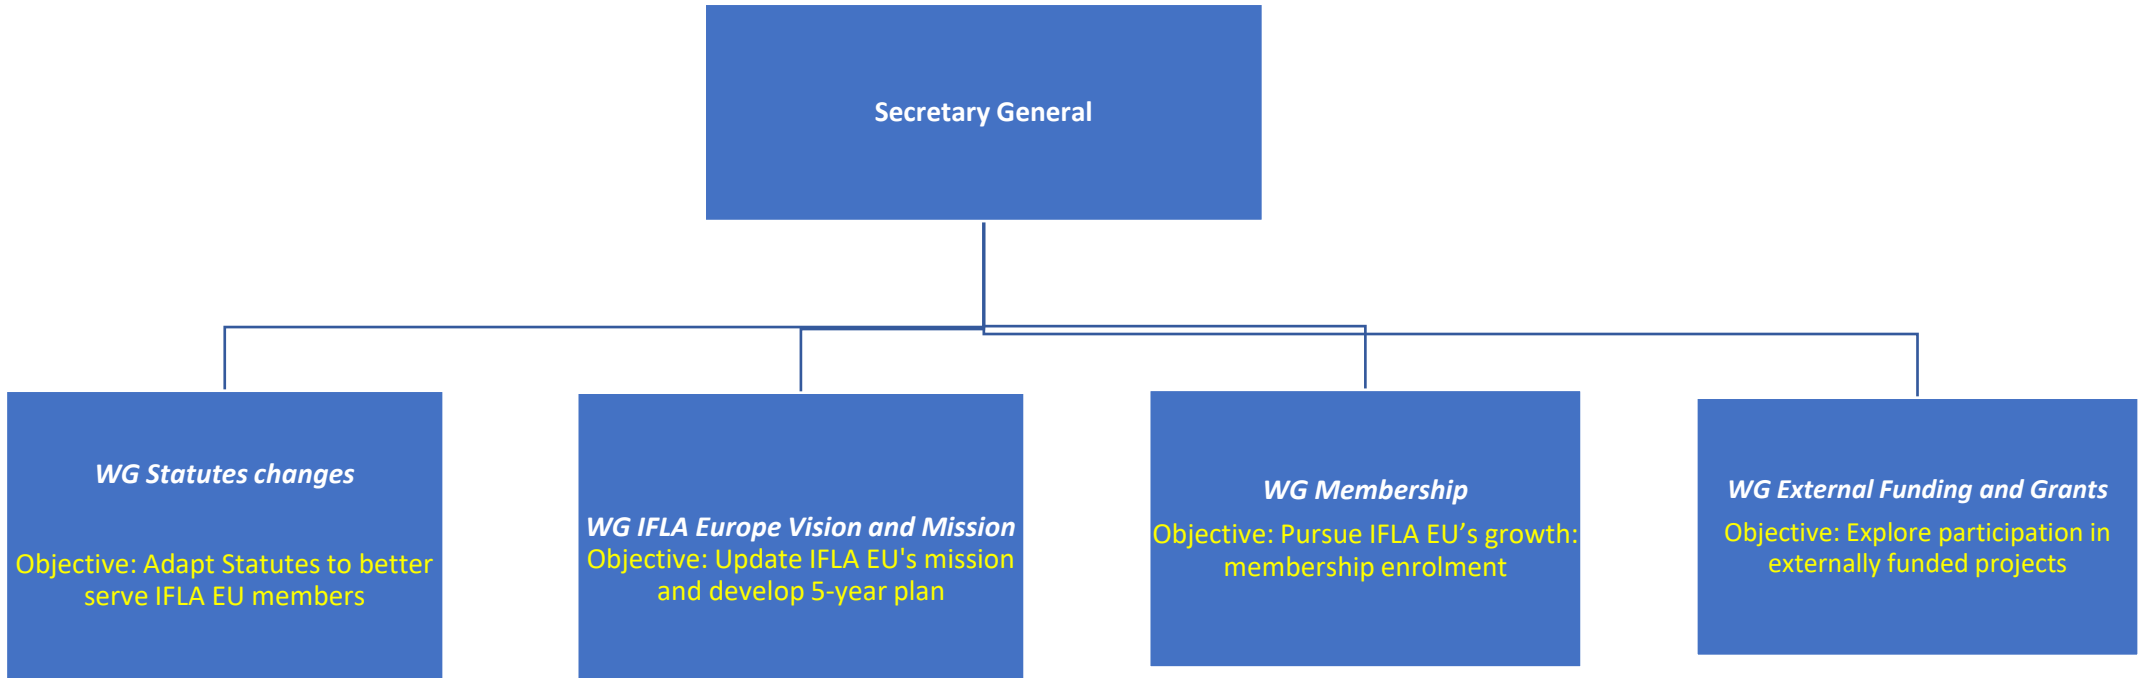 Secretary General
WG Statutes changes
Objective: Adapt Statutes to better
serve IFLA EU members
WG IFLA Europe Vision and Mission
Objective: Update IFLA EU's mission
and develop 5-year plan
WG Membership
Objective: Pursue IFLA EU’s growth:
membership enrolment
WG External Funding and Grants
Objective: Explore participation in
externally funded projects